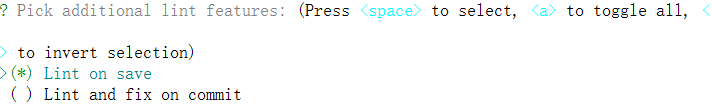 ? Pick additional lint features: (Press <space> to select, <a> to toggle all, <
> to invert selection)
>(*) Lint on save
( ) Lint and fix on commit